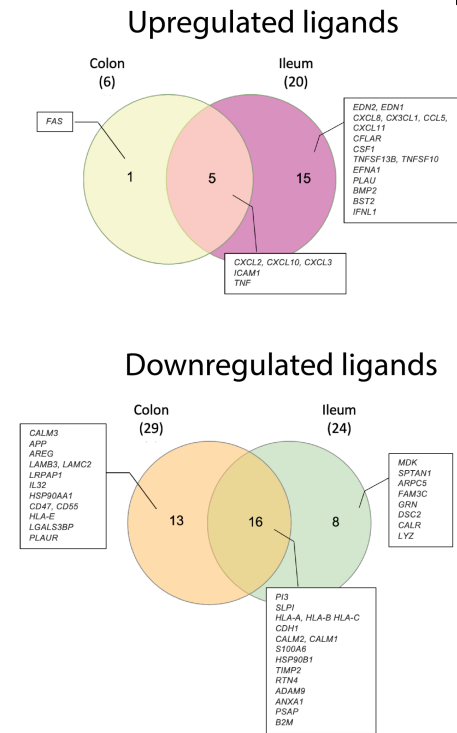 Upregulated ligands
Colon
(6)
Ileum
(20)
FAS
1
5
15
EDN2, EDN1
CXCL8, CX3CL1, CCL5,
CXCL11
CFLAR
CSF1
TNFSF13B, TNFSF10
EFNA1
PLAU
BMP2
BST2
IFNL1
CXCL2, CXCL10, CXCL3
ICAM1
TNF
Downregulated ligands
Colon
(29)
Ileum
(24)
CALM3
APP
AREG
LAMB3, LAMC2
LRPAP1
IL32
HSP90AA1
CD47, CD55
HLA-E
LGALS3BP
PLAUR
13
16
8
MDK
SPTAN1
ARPC5
FAM3C
GRN
DSC2
CALR
LYZ
PI3
SLPI
HLA-A, HLA-B HLA-C
CDH1
CALM2, CALM1
S100A6
HSP90B1
TIMP2
RTN4
ADAM9
ANXA1
PSAP
B2M